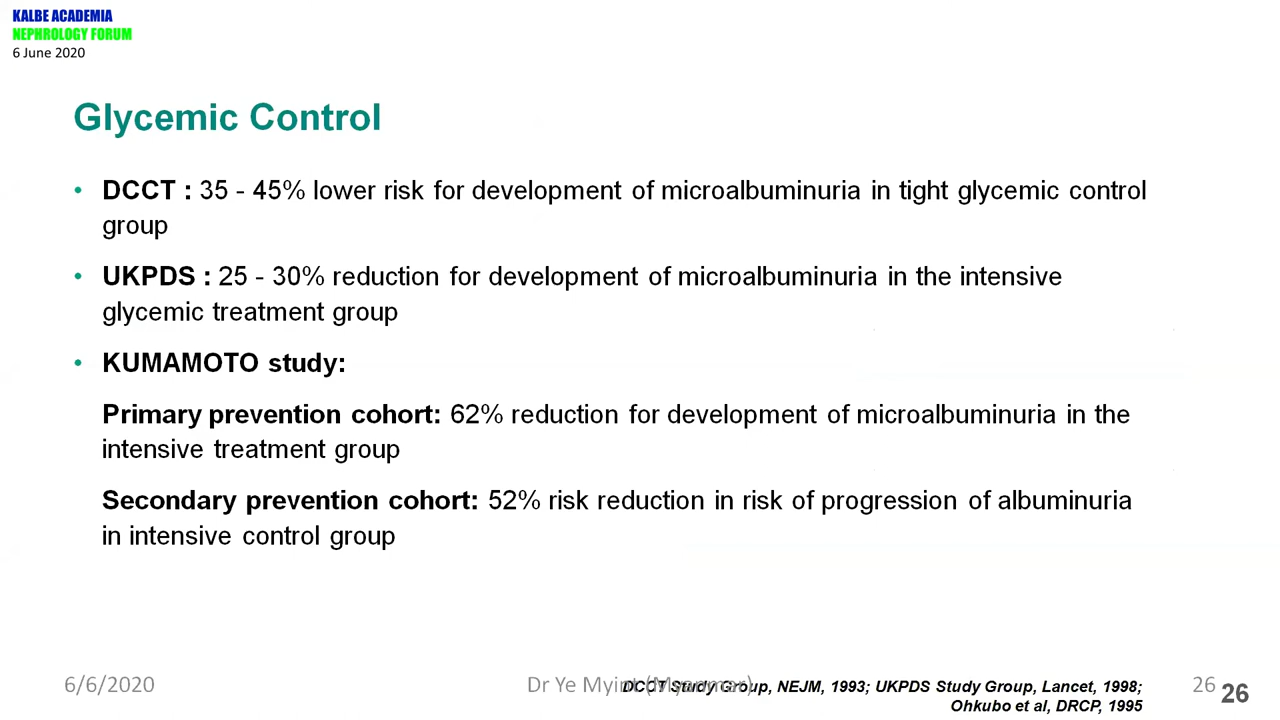 KALBE ACADEMIA
NEPHROLOGY FORUM
6 June 2020
Glycemic Control
• DCCT : 35 - 45% lower risk for development of microalbuminuria in tight glycemic control
group
• UKPDS : 25 - 30% reduction for development of microalbuminuria in the intensive
glycemic treatment group
• KUMAMOTO study:
Primary prevention cohort: 62% reduction for development of microalbuminuria in the
intensive treatment group
Secondary prevention cohort: 52% risk reduction in risk of progression of albuminuria
in intensive control group
6/6/2020
Dr Ye Myint (Myanmar)
DCCT Study Group, NEJM, 1993; UKPDS Study Group, Lancet, 1998;
Ohkubo et al, DRCP, 1995
26
26